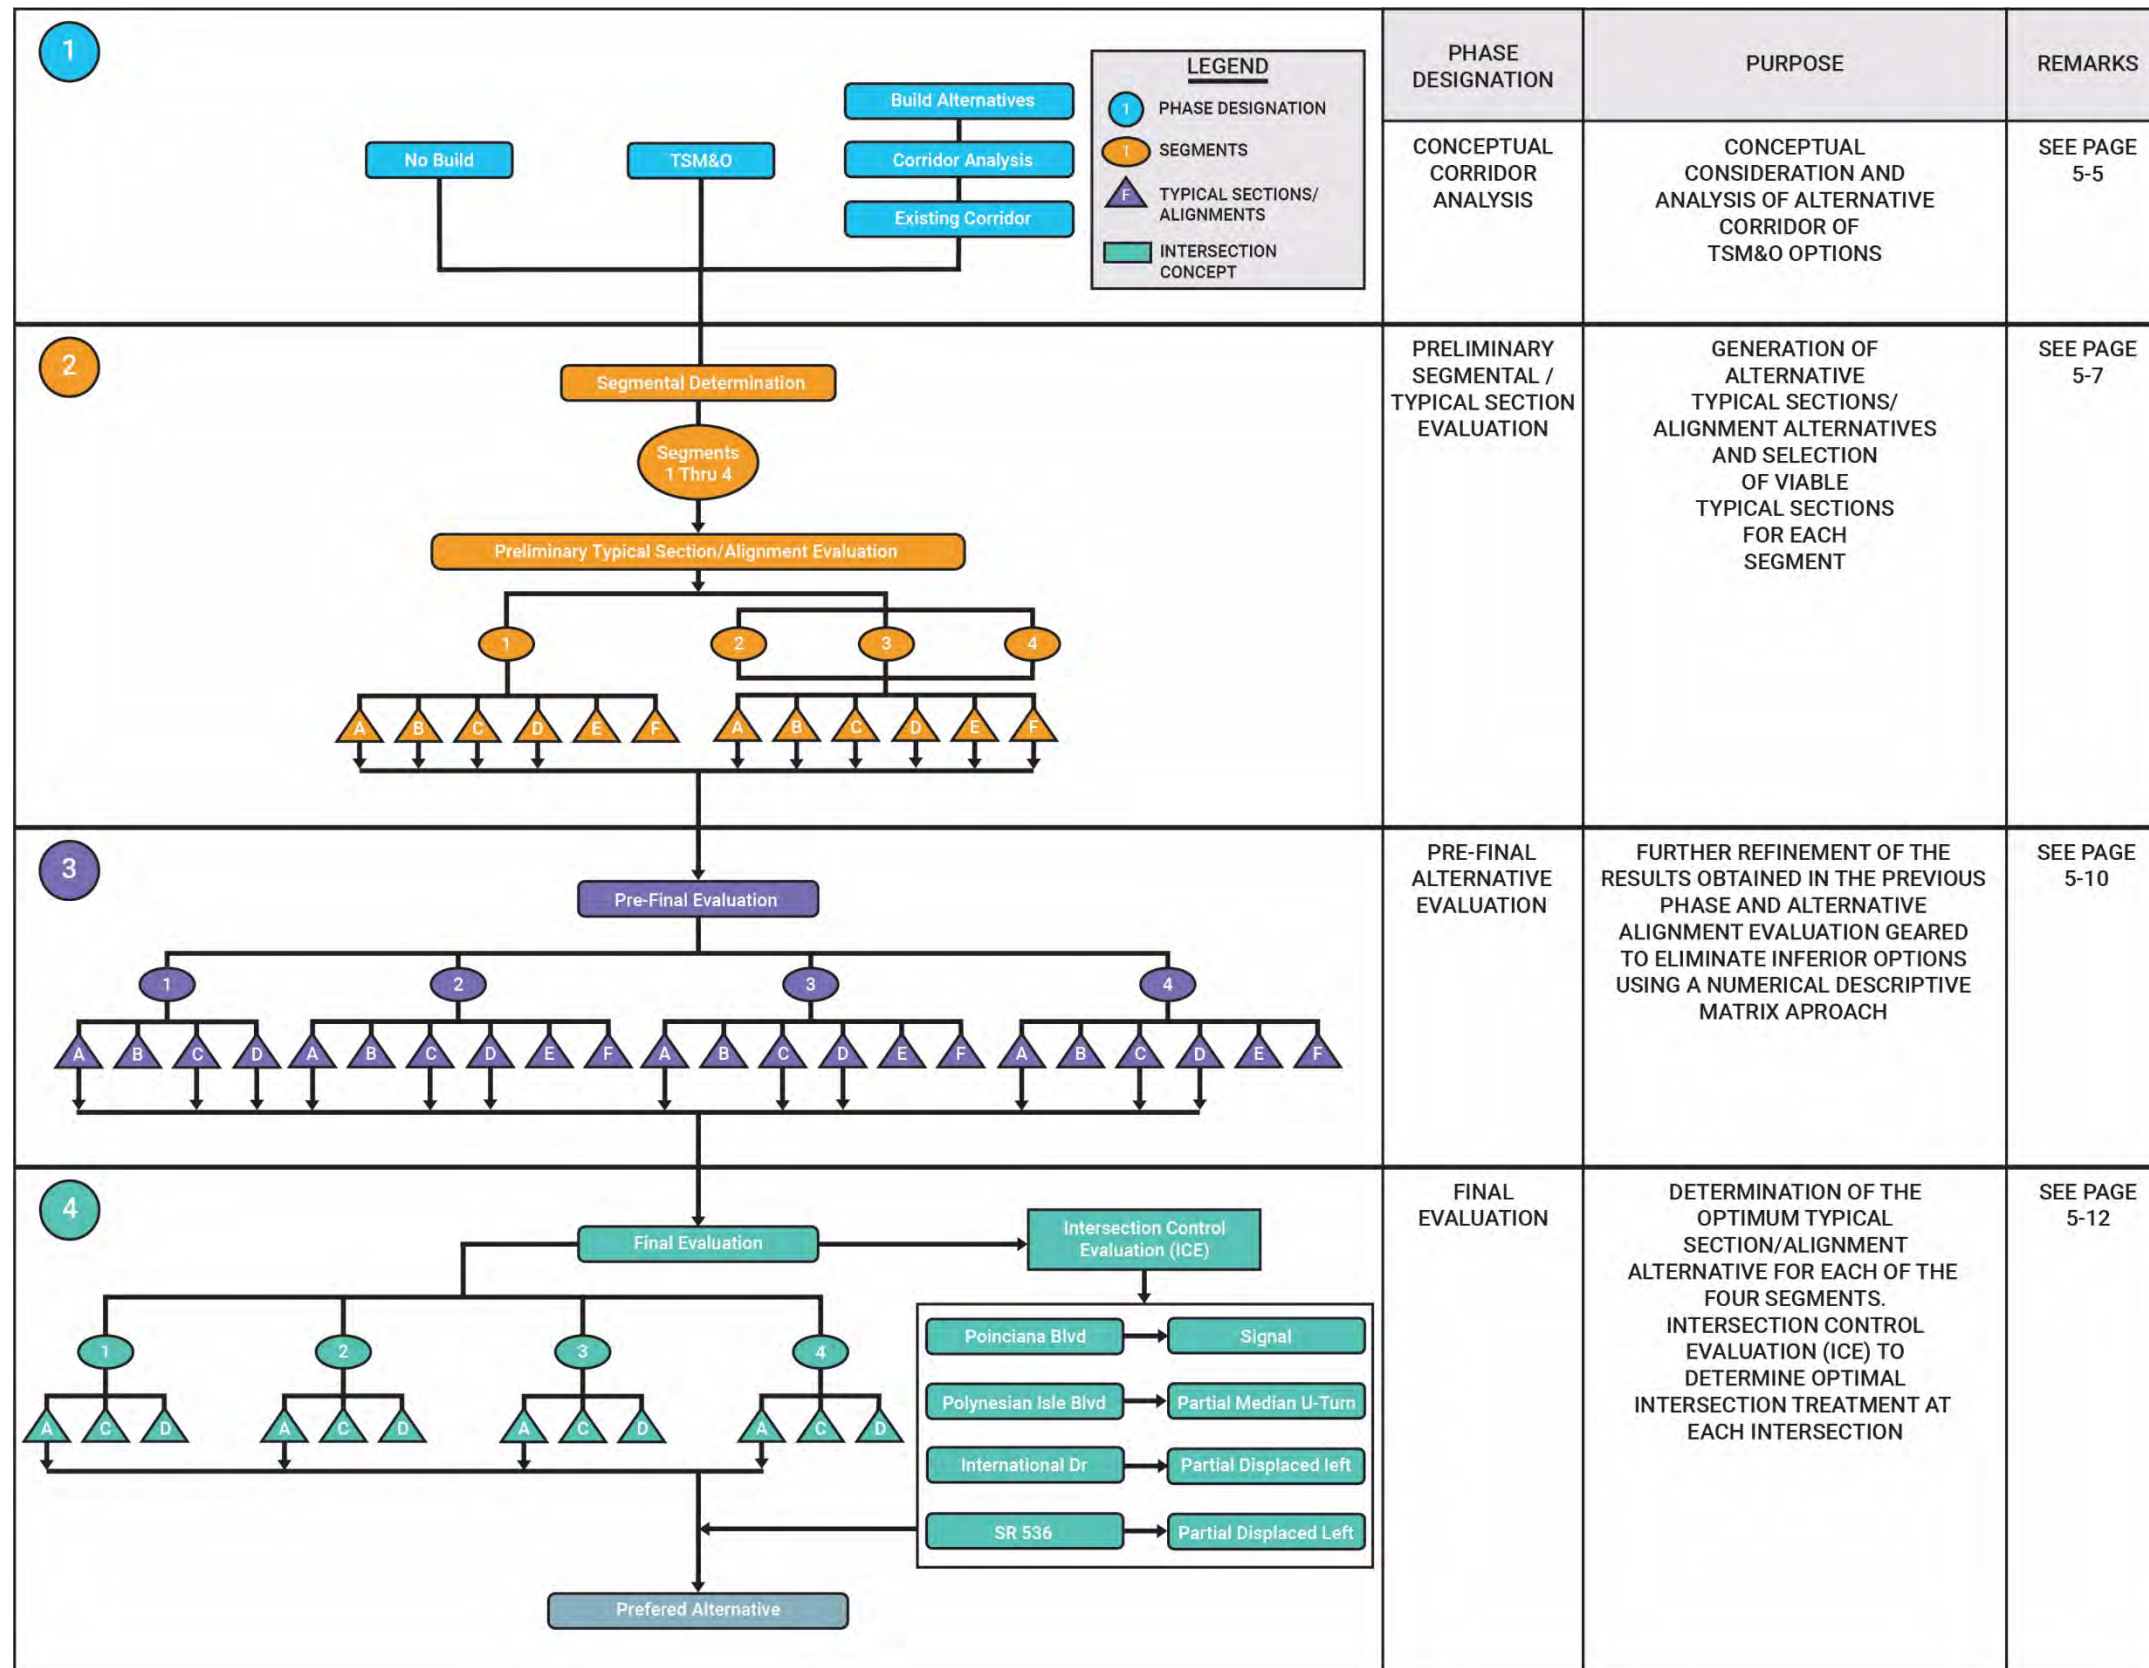 1
Build Alternatives
No Build
TSM&O
Corridor Analysis
Existing Corridor
LEGEND
1 PHASE DESIGNATION
1 SEGMENTS
F TYPICAL SECTIONS/
ALIGNMENTS
INTERSECTION
CONCEPT
PHASE
DESIGNATION
PURPOSE
REMARKS
CONCEPTUAL
CORRIDOR
ANALYSIS
CONCEPTUAL
CONSIDERATION AND
ANALYSIS OF ALTERNATIVE
CORRIDOR OF
TSM&O OPTIONS
SEE PAGE
5-5
2
Segmental Determination
Segments
1 Thru 4
Preliminary Typical Section/Alignment Evaluation
1 2 3 4
A B C D E F A B C D E F
PRELIMINARY
SEGMENTAL /
TYPICAL SECTION
EVALUATION
GENERATION OF
ALTERNATIVE
TYPICAL SECTIONS/
ALIGNMENT ALTERNATIVES
AND SELECTION
OF VIABLE
TYPICAL SECTIONS
FOR EACH
SEGMENT
SEE PAGE
5-7
3
Pre-Final Evaluation
1 2 3 4
A B C D A B C D E F A B C D E F A B C D E F
PRE-FINAL
ALTERNATIVE
EVALUATION
FURTHER REFINEMENT OF THE
RESULTS OBTAINED IN THE PREVIOUS
PHASE AND ALTERNATIVE
ALIGNMENT EVALUATION GEARED
TO ELIMINATE INFERIOR OPTIONS
USING A NUMERICAL DESCRIPTIVE
MATRIX APROACH
SEE PAGE
5-10
4
Final Evaluation
Intersection Control
Evaluation (ICE)
1 2 3 4
A C D A C D A C D A C D
Poinciana Blvd Signal
Polynesian Isle Blvd Partial Median U-Turn
International Dr Partial Displaced left
SR 536 Partial Displaced Left
Prefered Alternative
FINAL
EVALUATION
DETERMINATION OF THE
OPTIMUM TYPICAL
SECTION/ALIGNMENT
ALTERNATIVE FOR EACH OF THE
FOUR SEGMENTS.
INTERSECTION CONTROL
EVALUATION (ICE) TO
DETERMINE OPTIMAL
INTERSECTION TREATMENT AT
EACH INTERSECTION
SEE PAGE
5-12